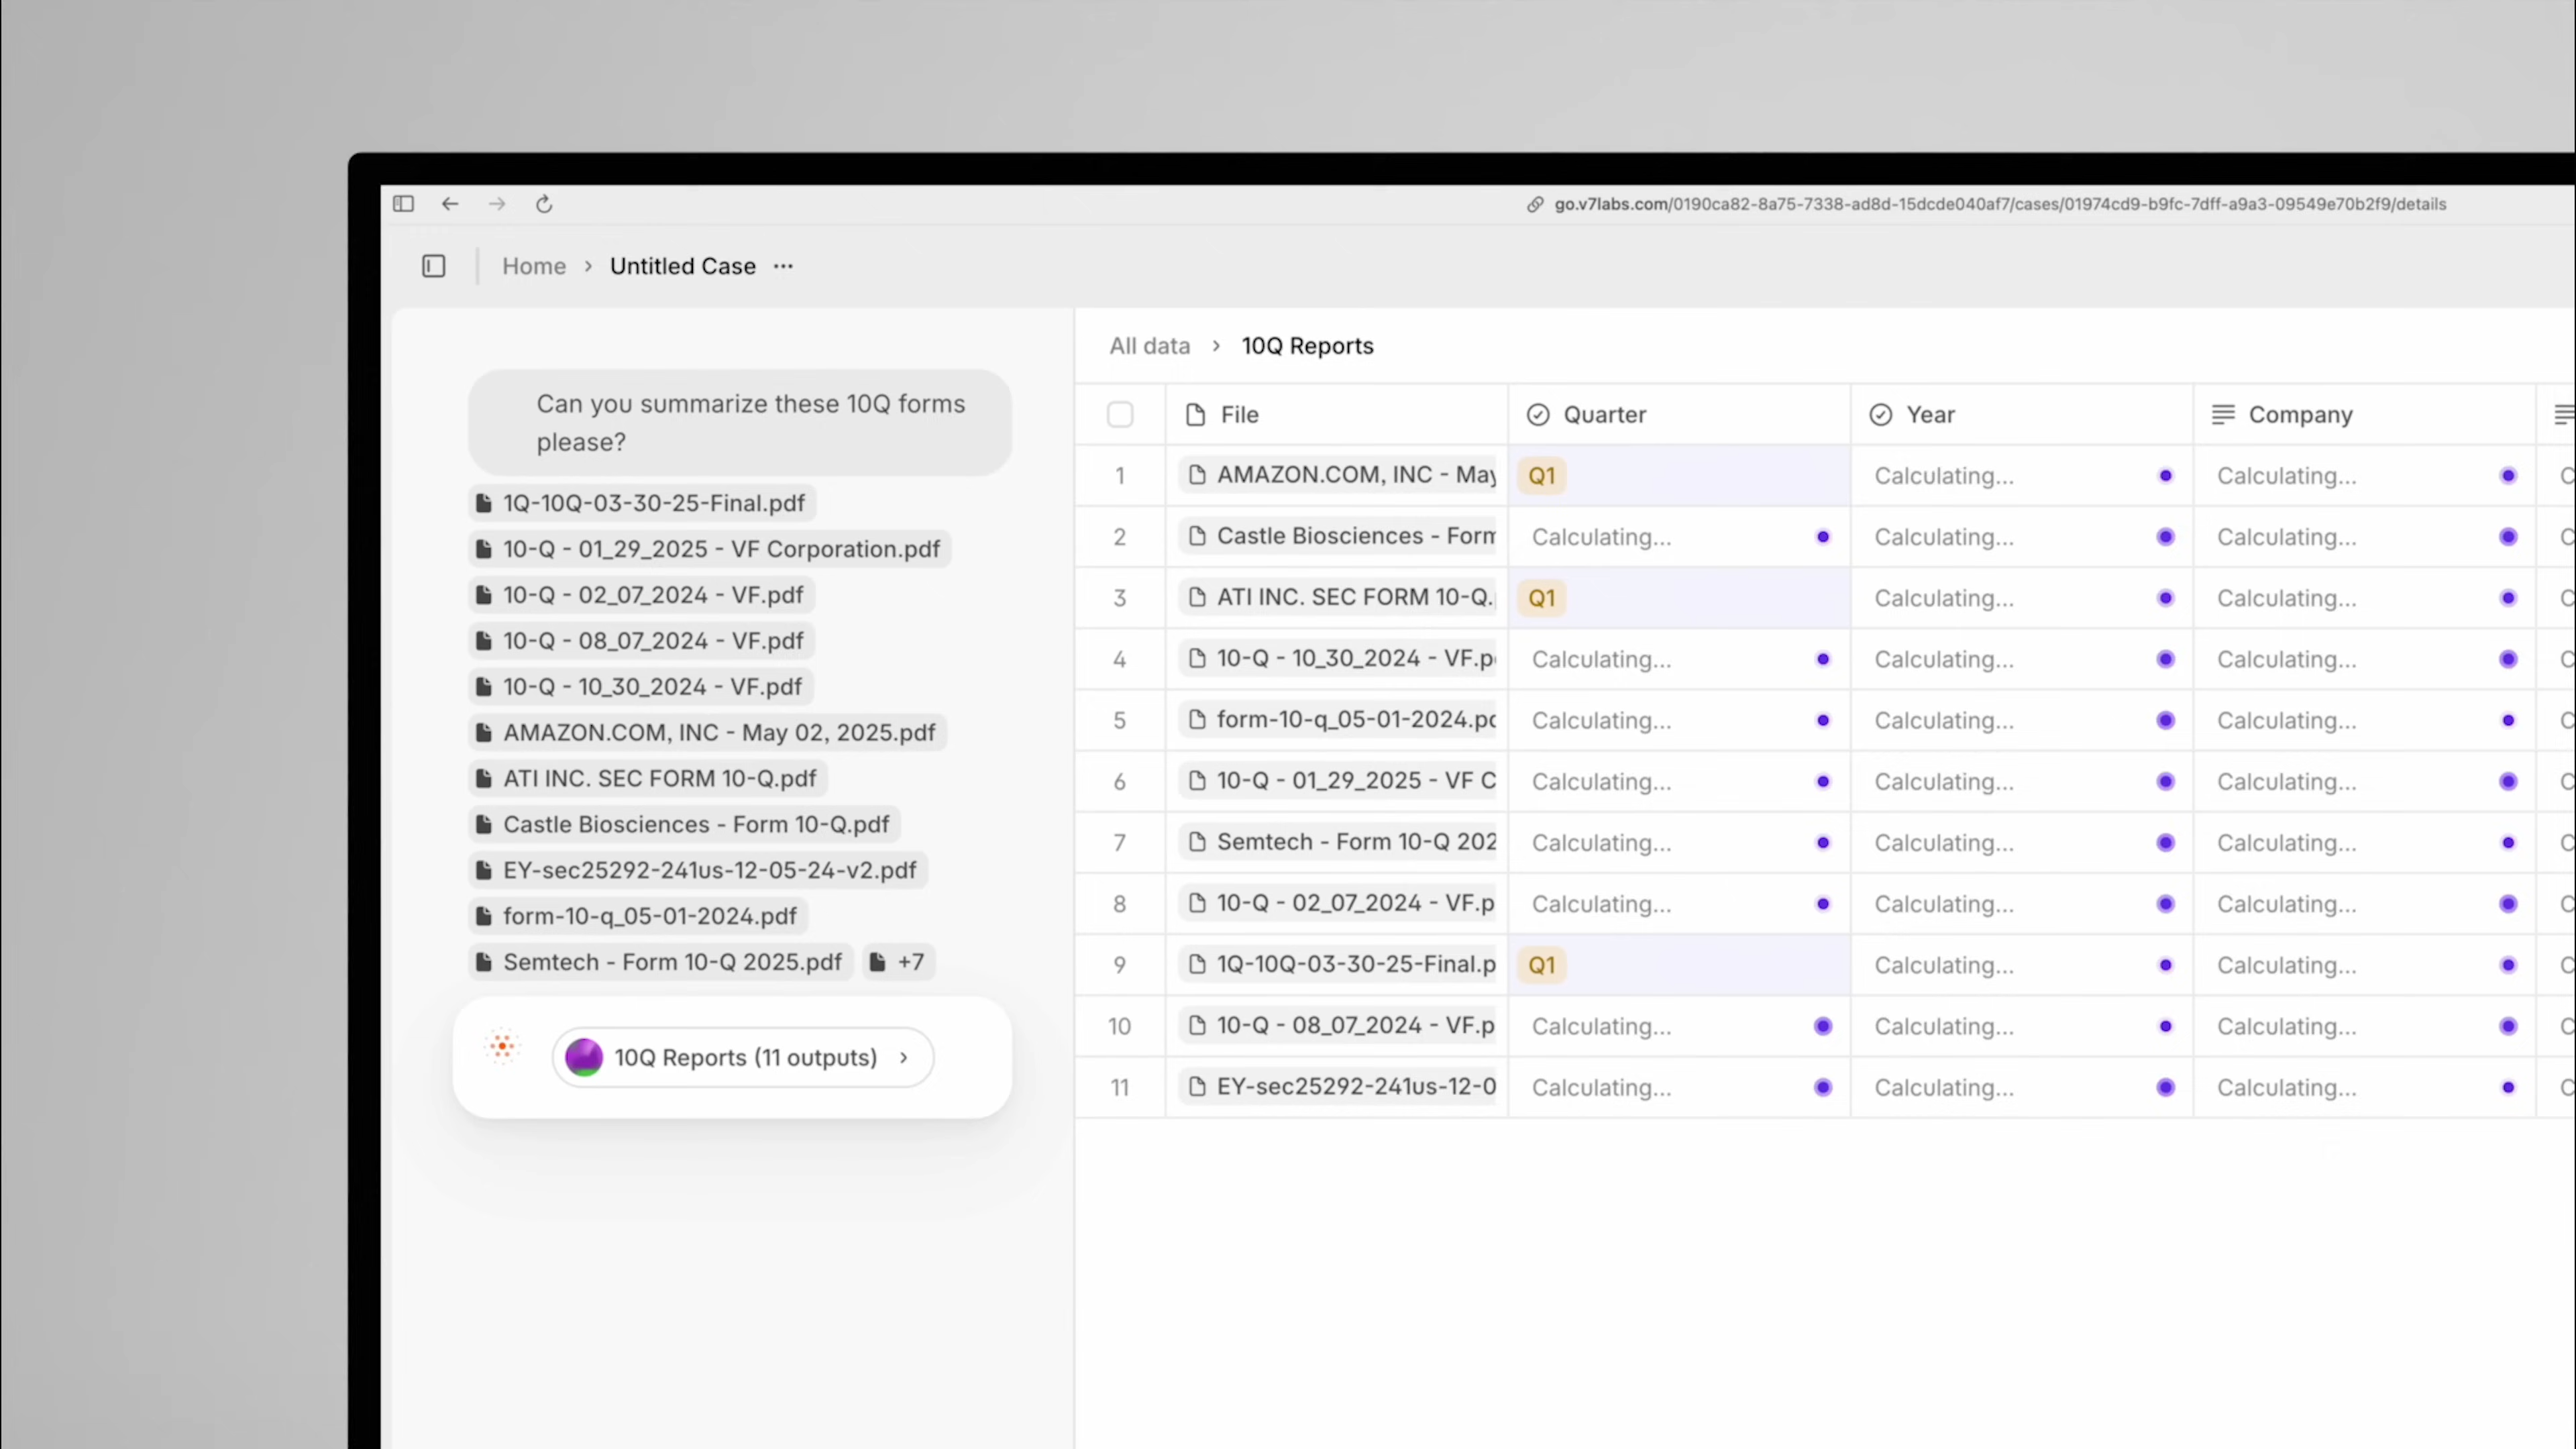 go.v7labs.com/0190ca82-8a75-7338-ad8d-15dcde040af7/cases/01974cd9-b9fc-7dff-a9a3-09549e70b2f9/details
Home > Untitled Case ...
Can you summarize these 10Q forms
please?
1Q-10Q-03-30-25-Final.pdf
10-Q - 01_29_2025 - VF Corporation.pdf
10-Q - 02_07_2024 - VF.pdf
10-Q - 08_07_2024 - VF.pdf
10-Q - 10_30_2024 - VF.pdf
AMAZON.COM, INC - May 02, 2025.pdf
ATI INC. SEC FORM 10-Q.pdf
Castle Biosciences - Form 10-Q.pdf
EY-sec25292-241us-12-05-24-v2.pdf
form-10-q_05-01-2024.pdf
Semtech - Form 10-Q 2025.pdf +7
10Q Reports (11 outputs) >
All data > 10Q Reports
File Quarter Year Company
1 AMAZON.COM, INC - May Q1 Calculating... Calculating...
2 Castle Biosciences - Form Calculating... Calculating... Calculating...
3 ATI INC. SEC FORM 10-Q. Q1 Calculating... Calculating...
4 10-Q - 10_30_2024 - VF.p Calculating... Calculating... Calculating...
5 form-10-q_05-01-2024.pd Calculating... Calculating... Calculating...
6 10-Q - 01_29_2025 - VF C Calculating... Calculating... Calculating...
7 Semtech - Form 10-Q 202 Calculating... Calculating... Calculating...
8 10-Q - 02_07_2024 - VF.p Calculating... Calculating... Calculating...
9 1Q-10Q-03-30-25-Final.p Q1 Calculating... Calculating...
10 10-Q - 08_07_2024 - VF.p Calculating... Calculating... Calculating...
11 EY-sec25292-241us-12-0 Calculating... Calculating... Calculating...